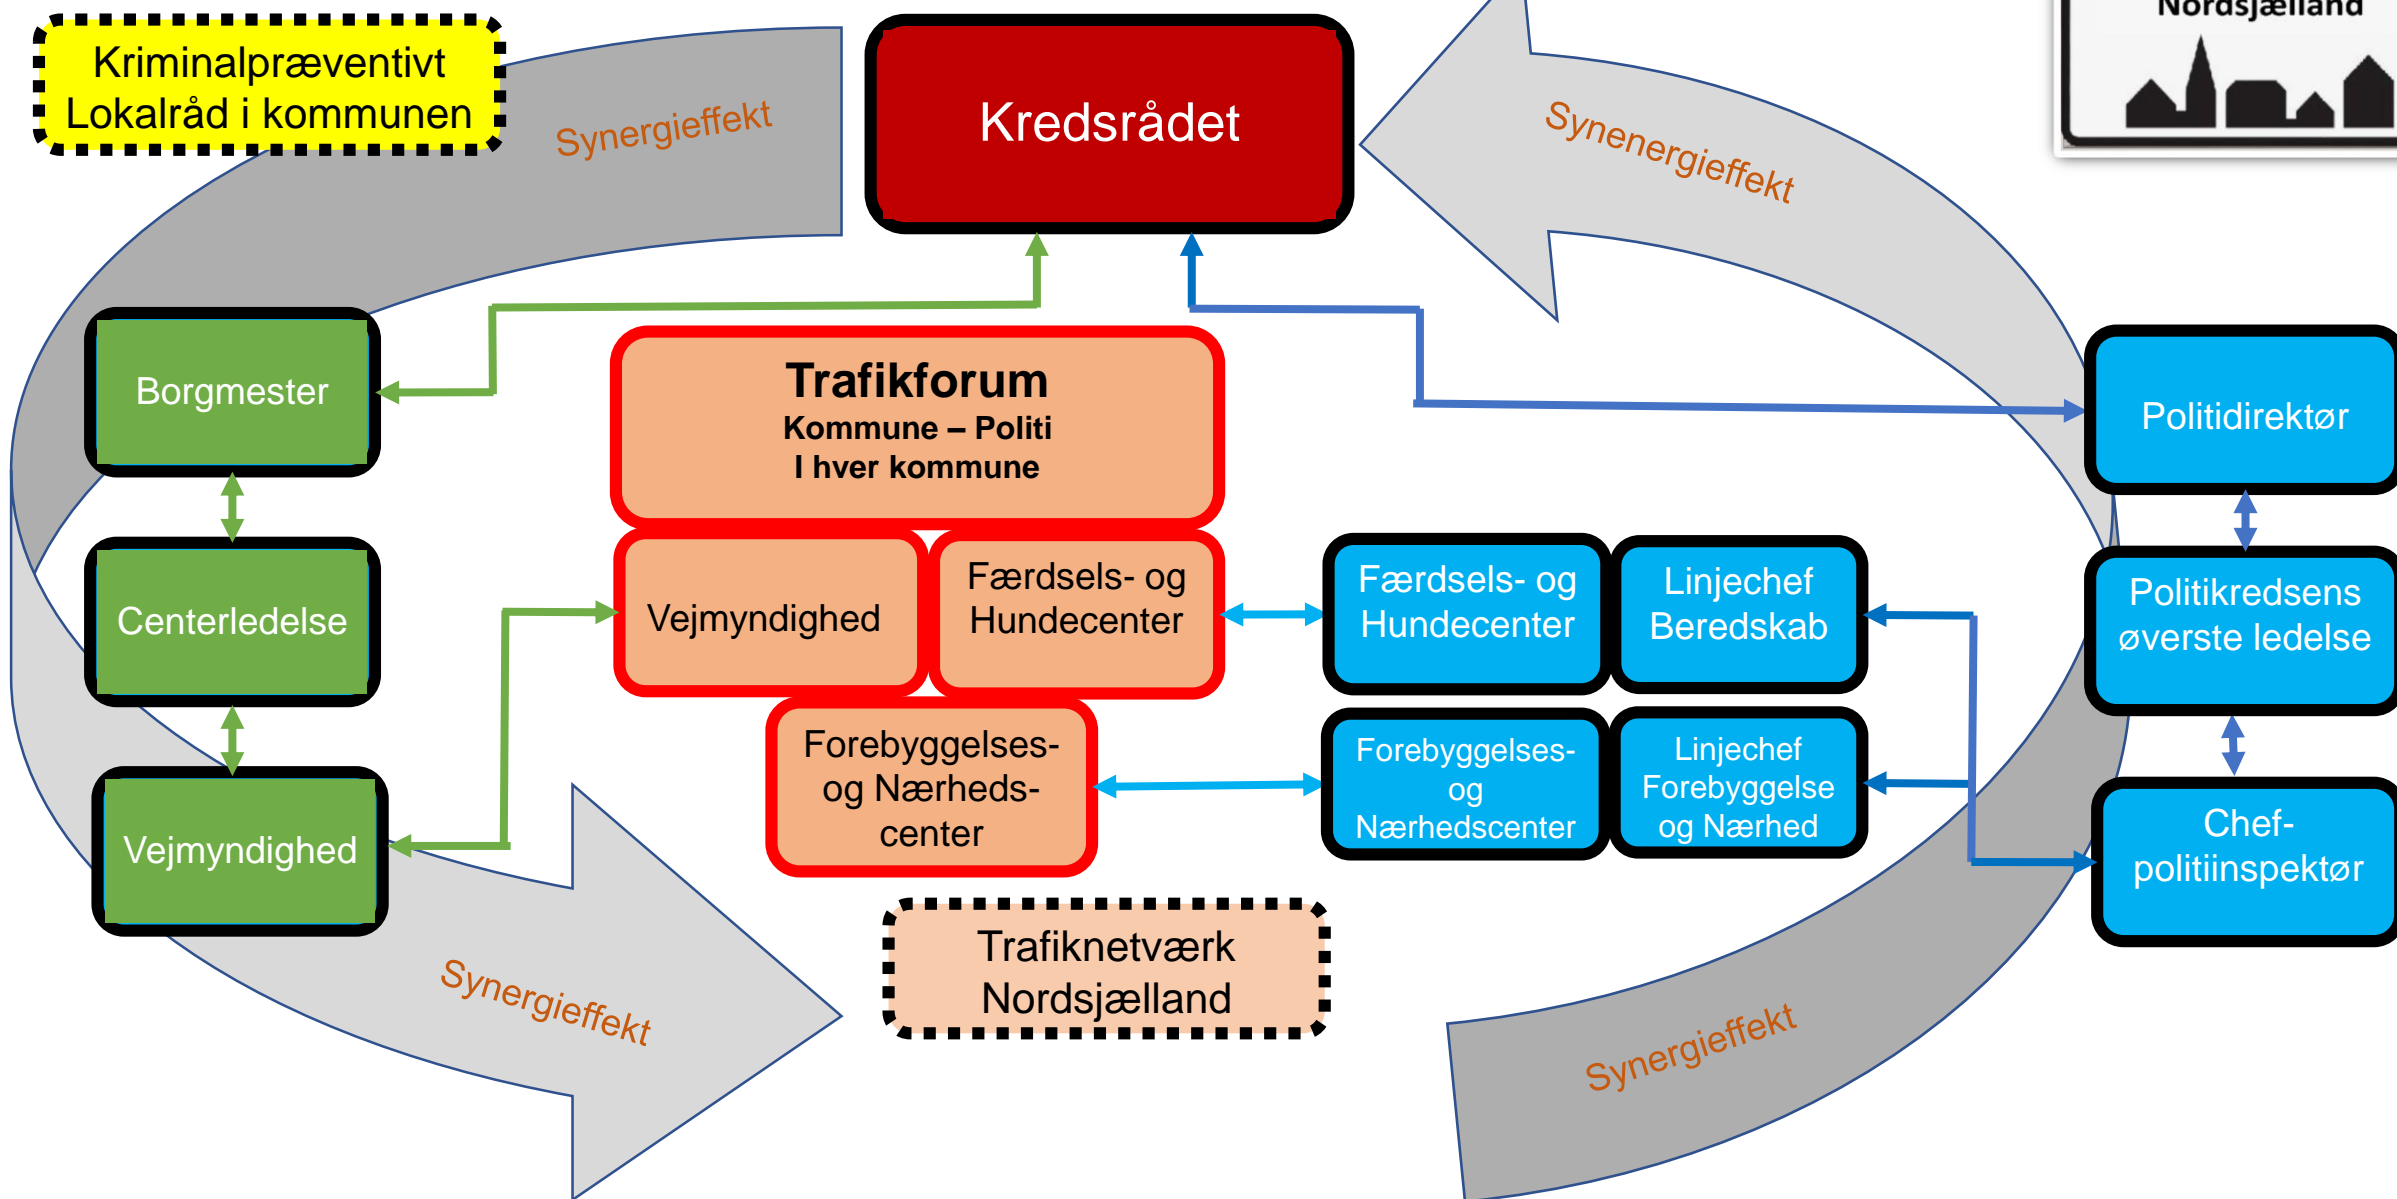 Kriminalpræventivt
Lokalråd i kommunen
Synergieffekt
Kredsrådet
Synenergieffekt
Nordsjælland
Borgmester
Trafikforum
Kommune – Politi
I hver kommune
Politidirektør
Centerledelse
Vejmyndighed
Færdsels- og
Hundecenter
Færdsels- og
Hundecenter
Linjechef
Beredskab
Politikredsens
øverste ledelse
Vejmyndighed
Forebyggelses-
og Nærheds-
center
Forebyggelses-
og
Nærhedscenter
Linjechef
Forebyggelse
og Nærhed
Chef-
politiinspektør
Synergieffekt
Trafiknetværk
Nordsjælland
Synergieffekt